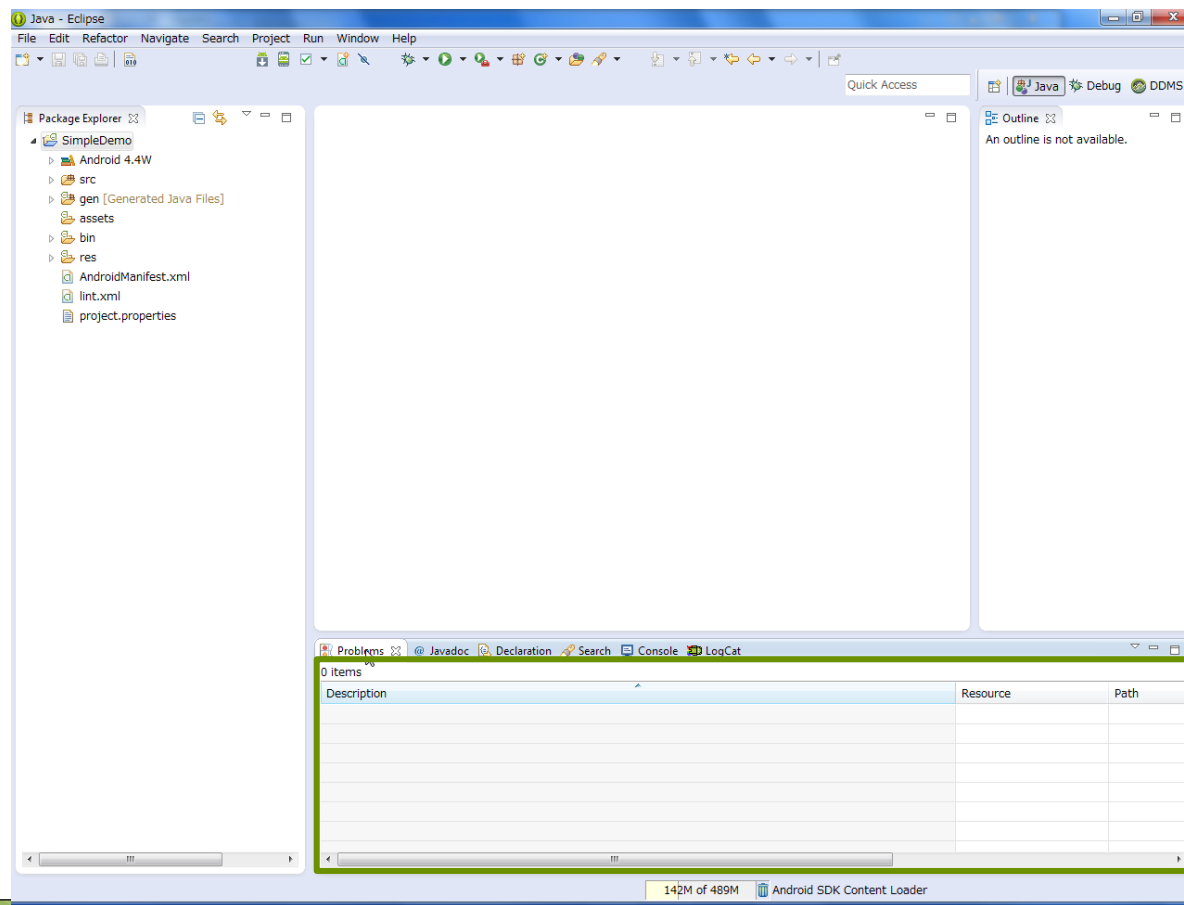 Java - Eclipse
File Edit Refactor Navigate Search Project Run Window Help
Quick Access
Java Debug DDMS
Package Explorer
SimpleDemo
Android 4.4W
src
gen [Generated Java Files]
assets
bin
res
AndroidManifest.xml
lint.xml
project.properties
Outline
An outline is not available.
Problems @ Javadoc Declaration Search Console LogCat
0 items
Description Resource Path
142M of 489M Android SDK Content Loader